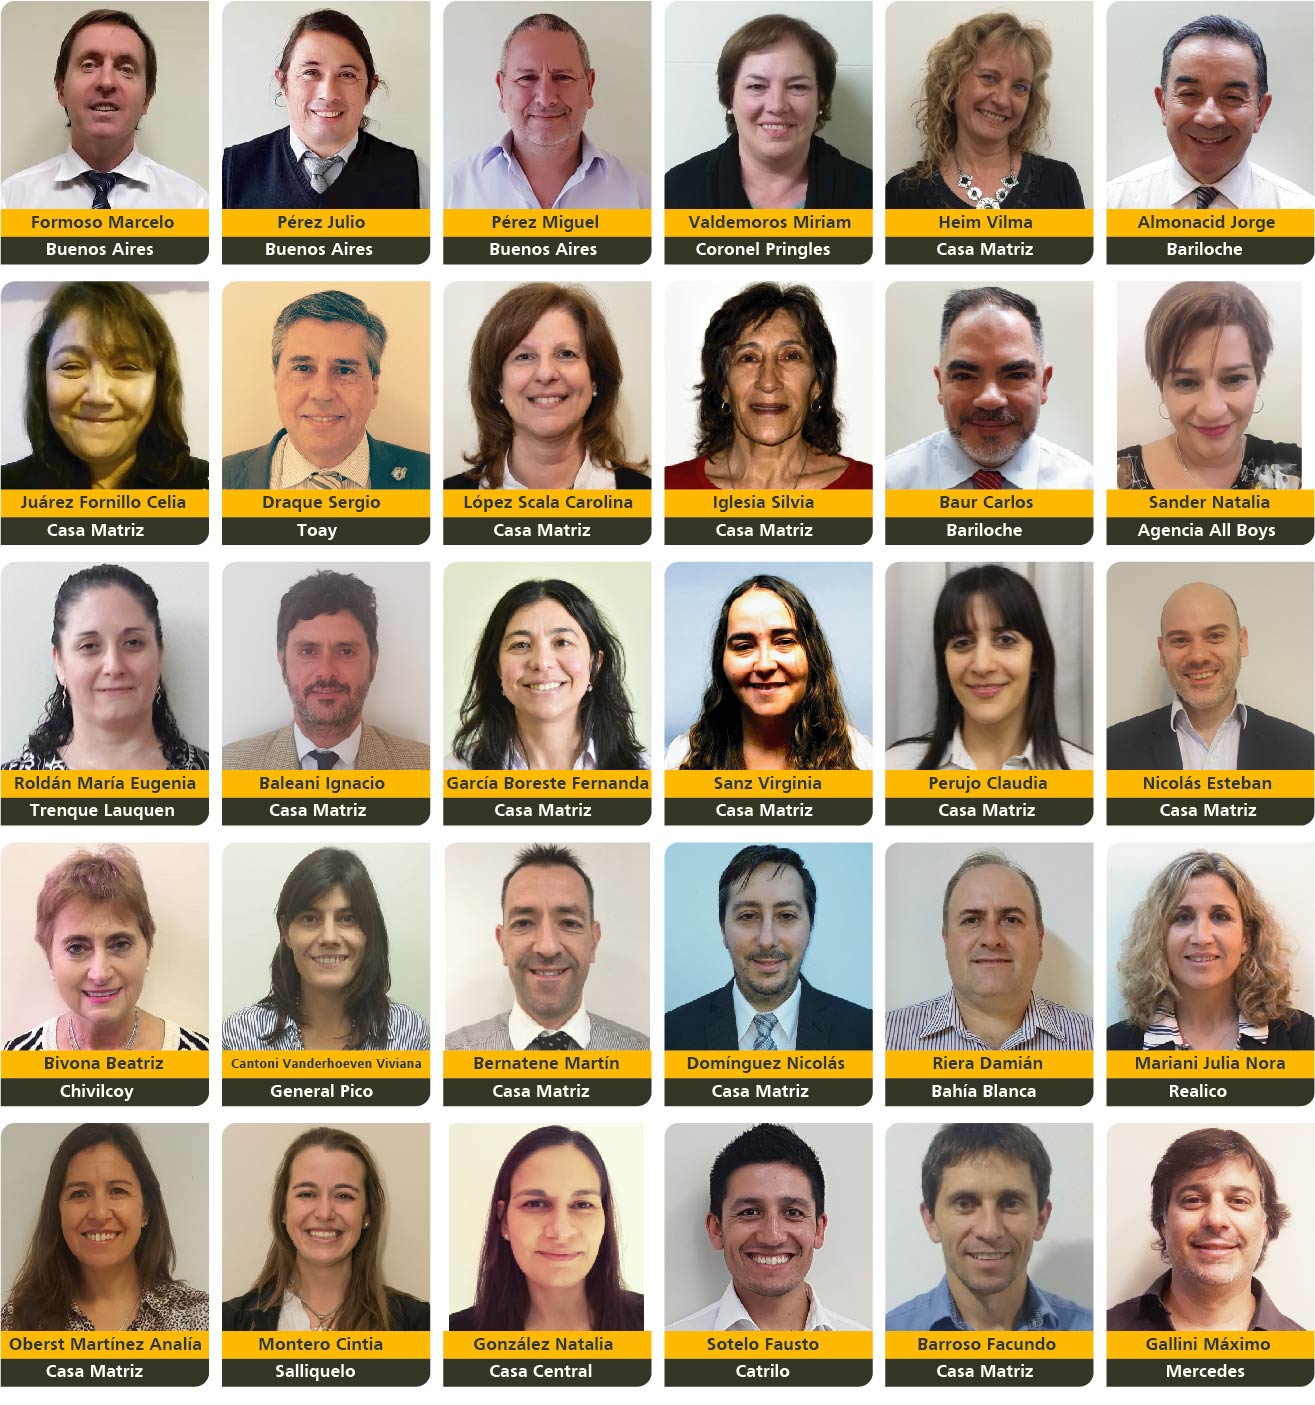 Formoso Marcelo
Buenos Aires
Pérez Julio
Buenos Aires
Pérez Miguel
Buenos Aires
Valdemoros Miriam
Coronel Pringles
Heim Vilma
Casa Matriz
Almonacid Jorge
Bariloche
Juárez Fornillo Celia
Casa Matriz
Draque Sergio
Toay
López Scala Carolina
Casa Matriz
Iglesia Silvia
Casa Matriz
Baur Carlos
Bariloche
Sander Natalia
Agencia All Boys
Roldán María Eugenia
Trenque Lauquen
Baleani Ignacio
Casa Matriz
García Boreste Fernanda
Casa Matriz
Sanz Virginia
Casa Matriz
Perujo Claudia
Casa Matriz
Nicolás Esteban
Casa Matriz
Bivona Beatriz
Chivilcoy
Cantoni Vanderhoeven Viviana
General Pico
Bernatene Martín
Casa Matriz
Domínguez Nicolás
Casa Matriz
Riera Damián
Bahía Blanca
Mariani Julia Nora
Realico
Oberst Martínez Analía
Casa Matriz
Montero Cintia
Salliquelo
González Natalia
Casa Central
Sotelo Fausto
Catrilo
Barroso Facundo
Casa Matriz
Gallini Máximo
Mercedes